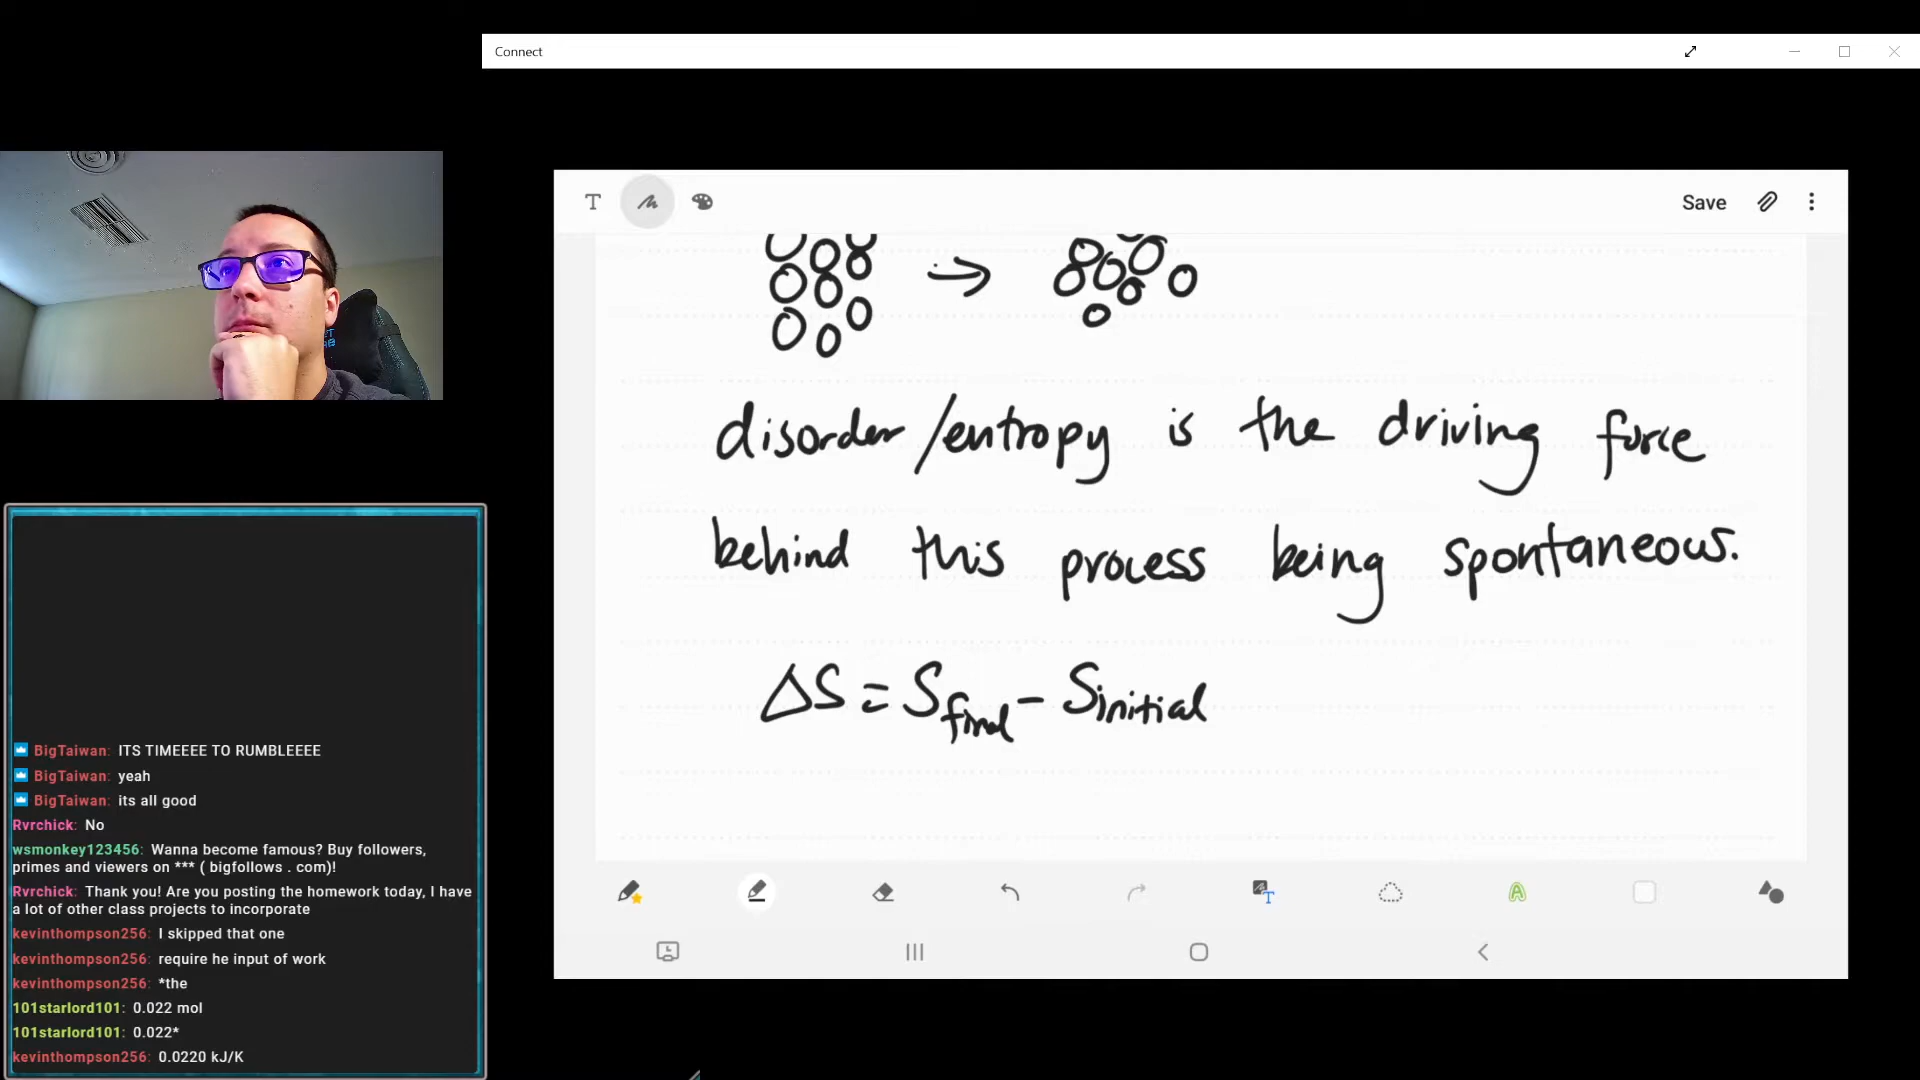 Connect
T
Save
disorder/entropy is the driving force
behind this process being spontaneous.
ΔS = Sfinal - Sinitial
BigTaiwan: ITS TIMEEEE TO RUMBLEEEE
BigTaiwan: yeah
BigTaiwan: its all good
Rvrchick: No
wsmonkey123456: Wanna become famous? Buy followers,
primes and viewers on *** ( bigfollows . com)!
Rvrchick: Thank you! Are you posting the homework today, I have
a lot of other class projects to incorporate
kevinthompson256: I skipped that one
kevinthompson256: require he input of work
kevinthompson256: *the
101starlord101: 0.022 mol
101starlord101: 0.022*
kevinthompson256: 0.0220 kJ/K